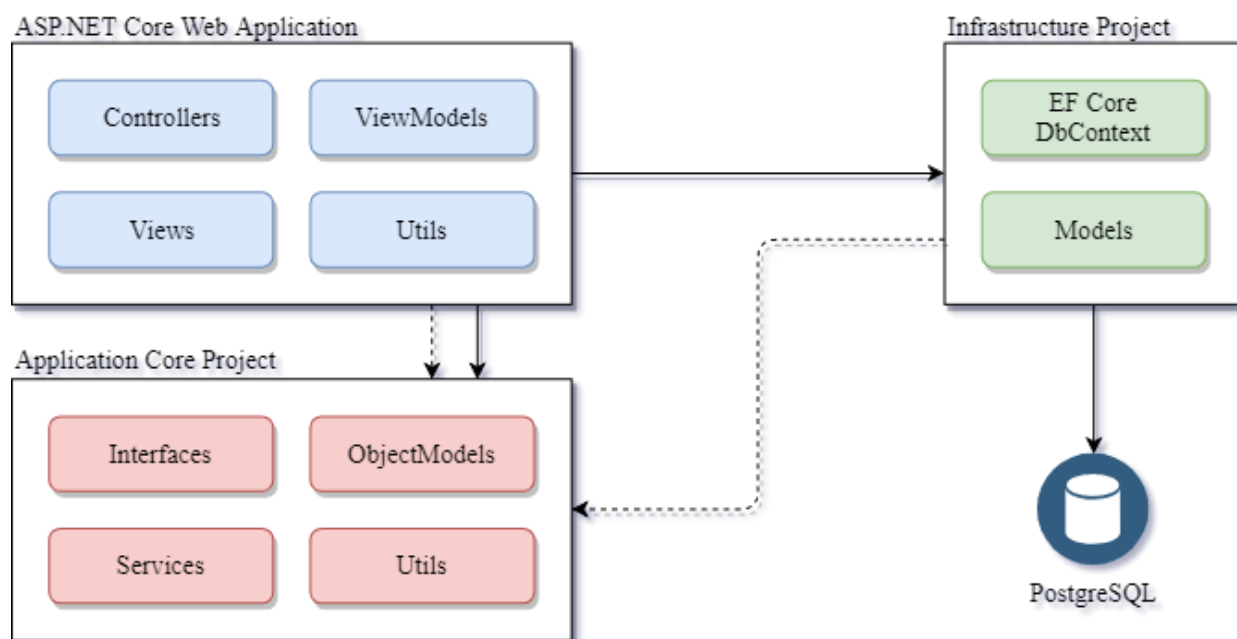 ASP.NET Core Web Application
Controllers
ViewModels
Views
Utils
Infrastructure Project
EF Core
DbContext
Models
Application Core Project
Interfaces
ObjectModels
Services
Utils
PostgreSQL